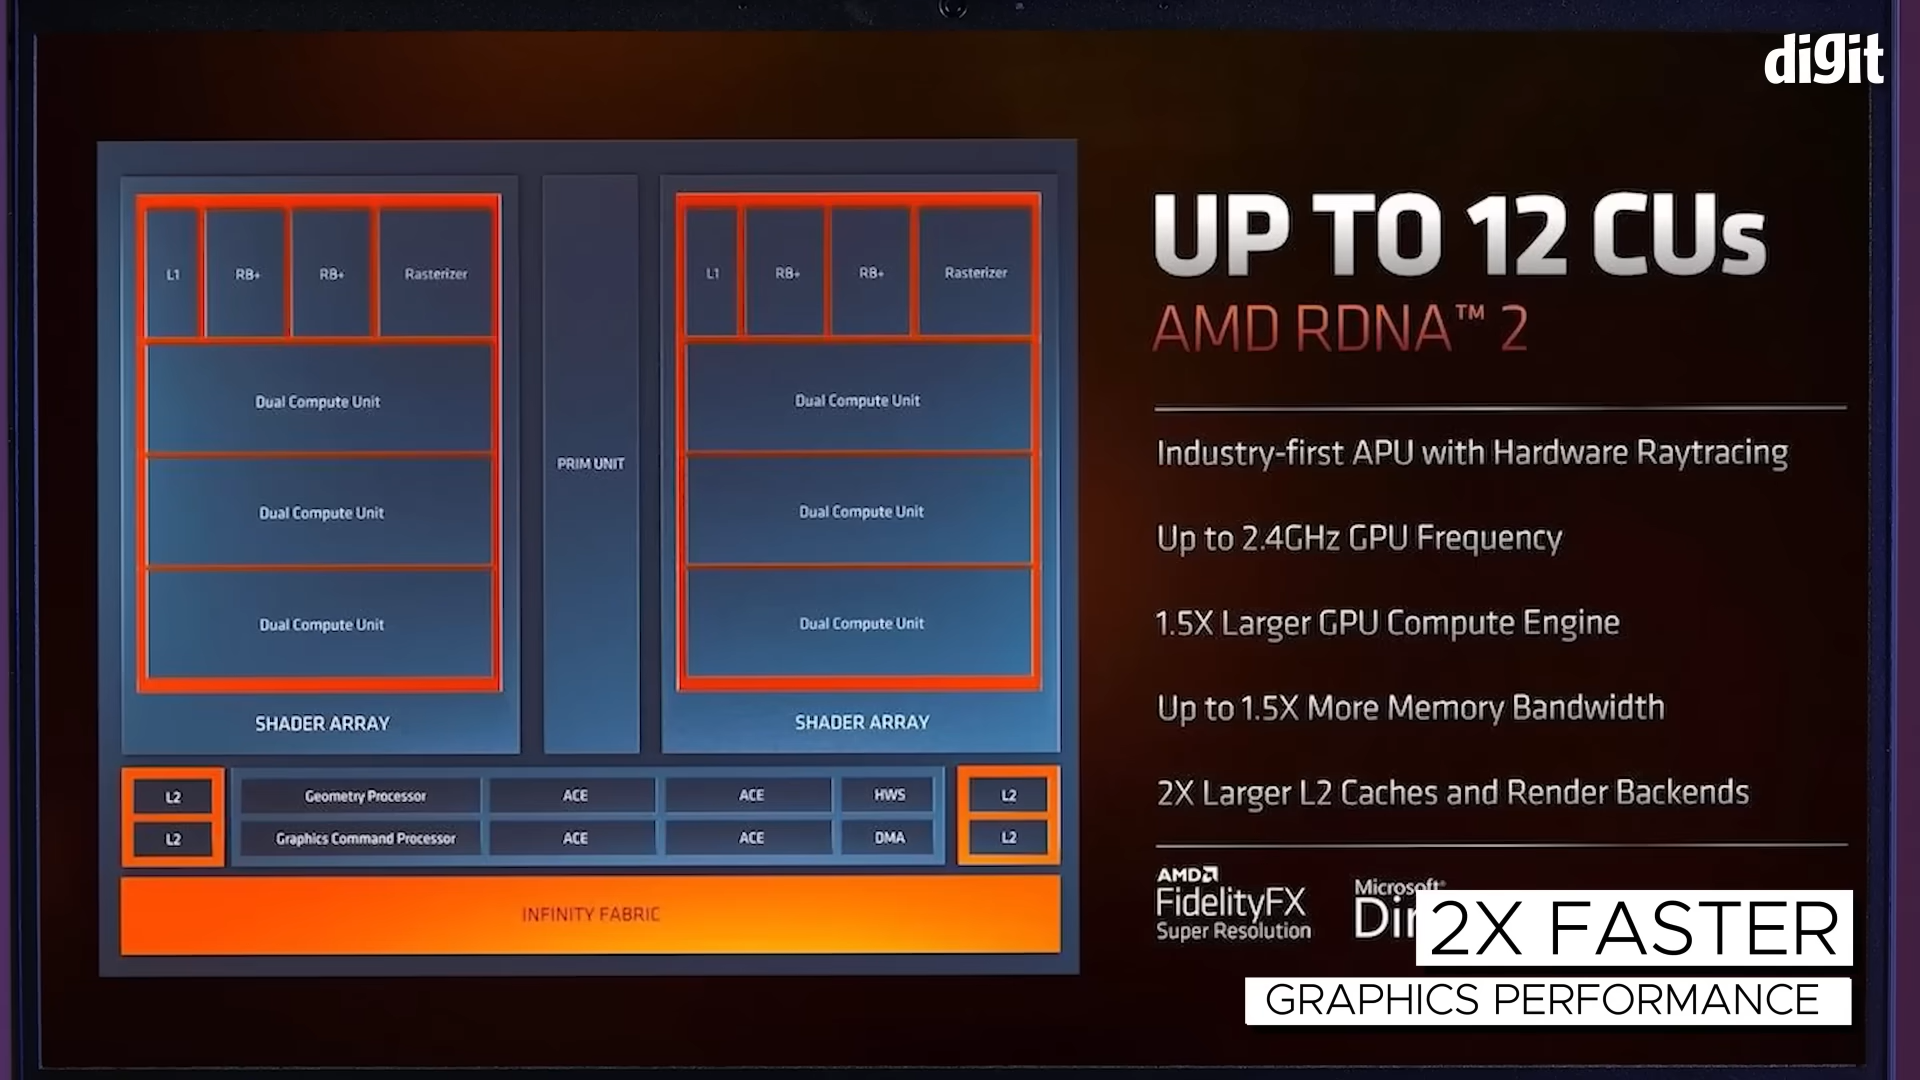 digit
L1
RB+
RB+
Rasterizer
Dual Compute Unit
Dual Compute Unit
Dual Compute Unit
SHADER ARRAY
PRIM UNIT
L1
RB+
RB+
Rasterizer
Dual Compute Unit
Dual Compute Unit
Dual Compute Unit
SHADER ARRAY
L2
L2
Geometry Processor
ACE
ACE
HWS
Graphics Command Processor
ACE
ACE
DMA
L2
L2
INFINITY FABRIC
UP TO 12 CUs
AMD RDNA™ 2
Industry-first APU with Hardware Raytracing
Up to 2.4GHz GPU Frequency
1.5X Larger GPU Compute Engine
Up to 1.5X More Memory Bandwidth
2X Larger L2 Caches and Render Backends
AMD
FidelityFX
Super Resolution
Microsoft®
2X FASTER
GRAPHICS PERFORMANCE